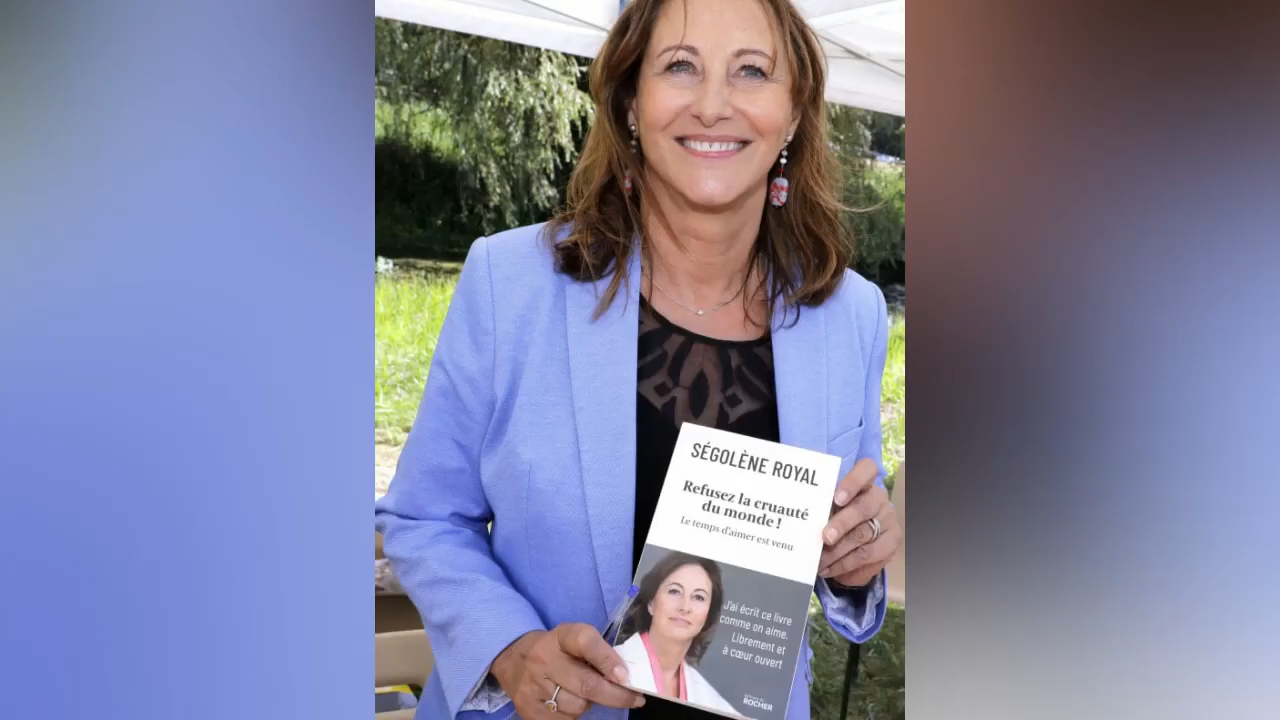 SÉGOLÈNE ROYAL
Refusez la cruauté
du monde !
Le temps d'aimer est venu
J'ai écrit ce livre
comme on aime.
Librement et
à cœur ouvert
ROCHER